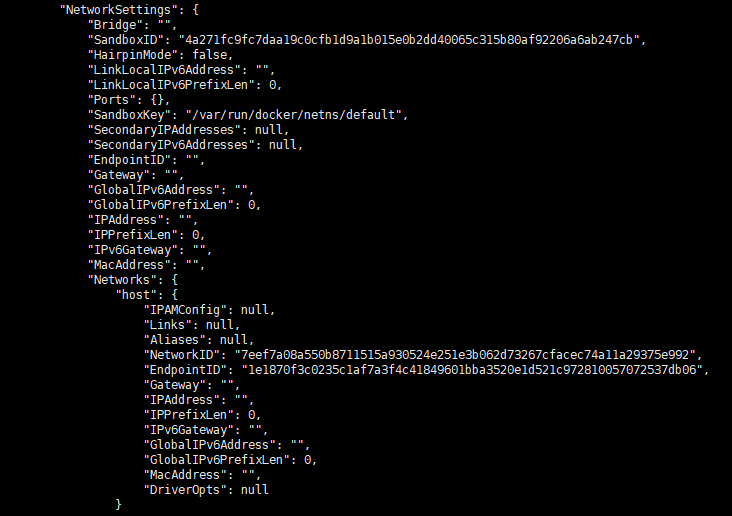 "NetworkSettings": {
"Bridge": "",
"SandboxID": "4a271fc9fc7daa19c0cfb1d9a1b015e0b2dd40065c315b80af92206a6ab247cb",
"HairpinMode": false,
"LinkLocalIPv6Address": "",
"LinkLocalIPv6PrefixLen": 0,
"Ports": {},
"SandboxKey": "/var/run/docker/netns/default",
"SecondaryIPAddresses": null,
"SecondaryIPv6Addresses": null,
"EndpointID": "",
"Gateway": "",
"GlobalIPv6Address": "",
"GlobalIPv6PrefixLen": 0,
"IPAddress": "",
"IPPrefixLen": 0,
"IPv6Gateway": "",
"MacAddress": "",
"Networks": {
"host": {
"IPAMConfig": null,
"Links": null,
"Aliases": null,
"NetworkID": "7eef7a08a550b8711515a930524e251e3b062d73267cfacec74a11a29375e992",
"EndpointID": "1e1870f3c0235c1af7a3f4c41849601bba3520e1d521c972810057072537db06",
"Gateway": "",
"IPAddress": "",
"IPPrefixLen": 0,
"IPv6Gateway": "",
"GlobalIPv6Address": "",
"GlobalIPv6PrefixLen": 0,
"MacAddress": "",
"DriverOpts": null
}